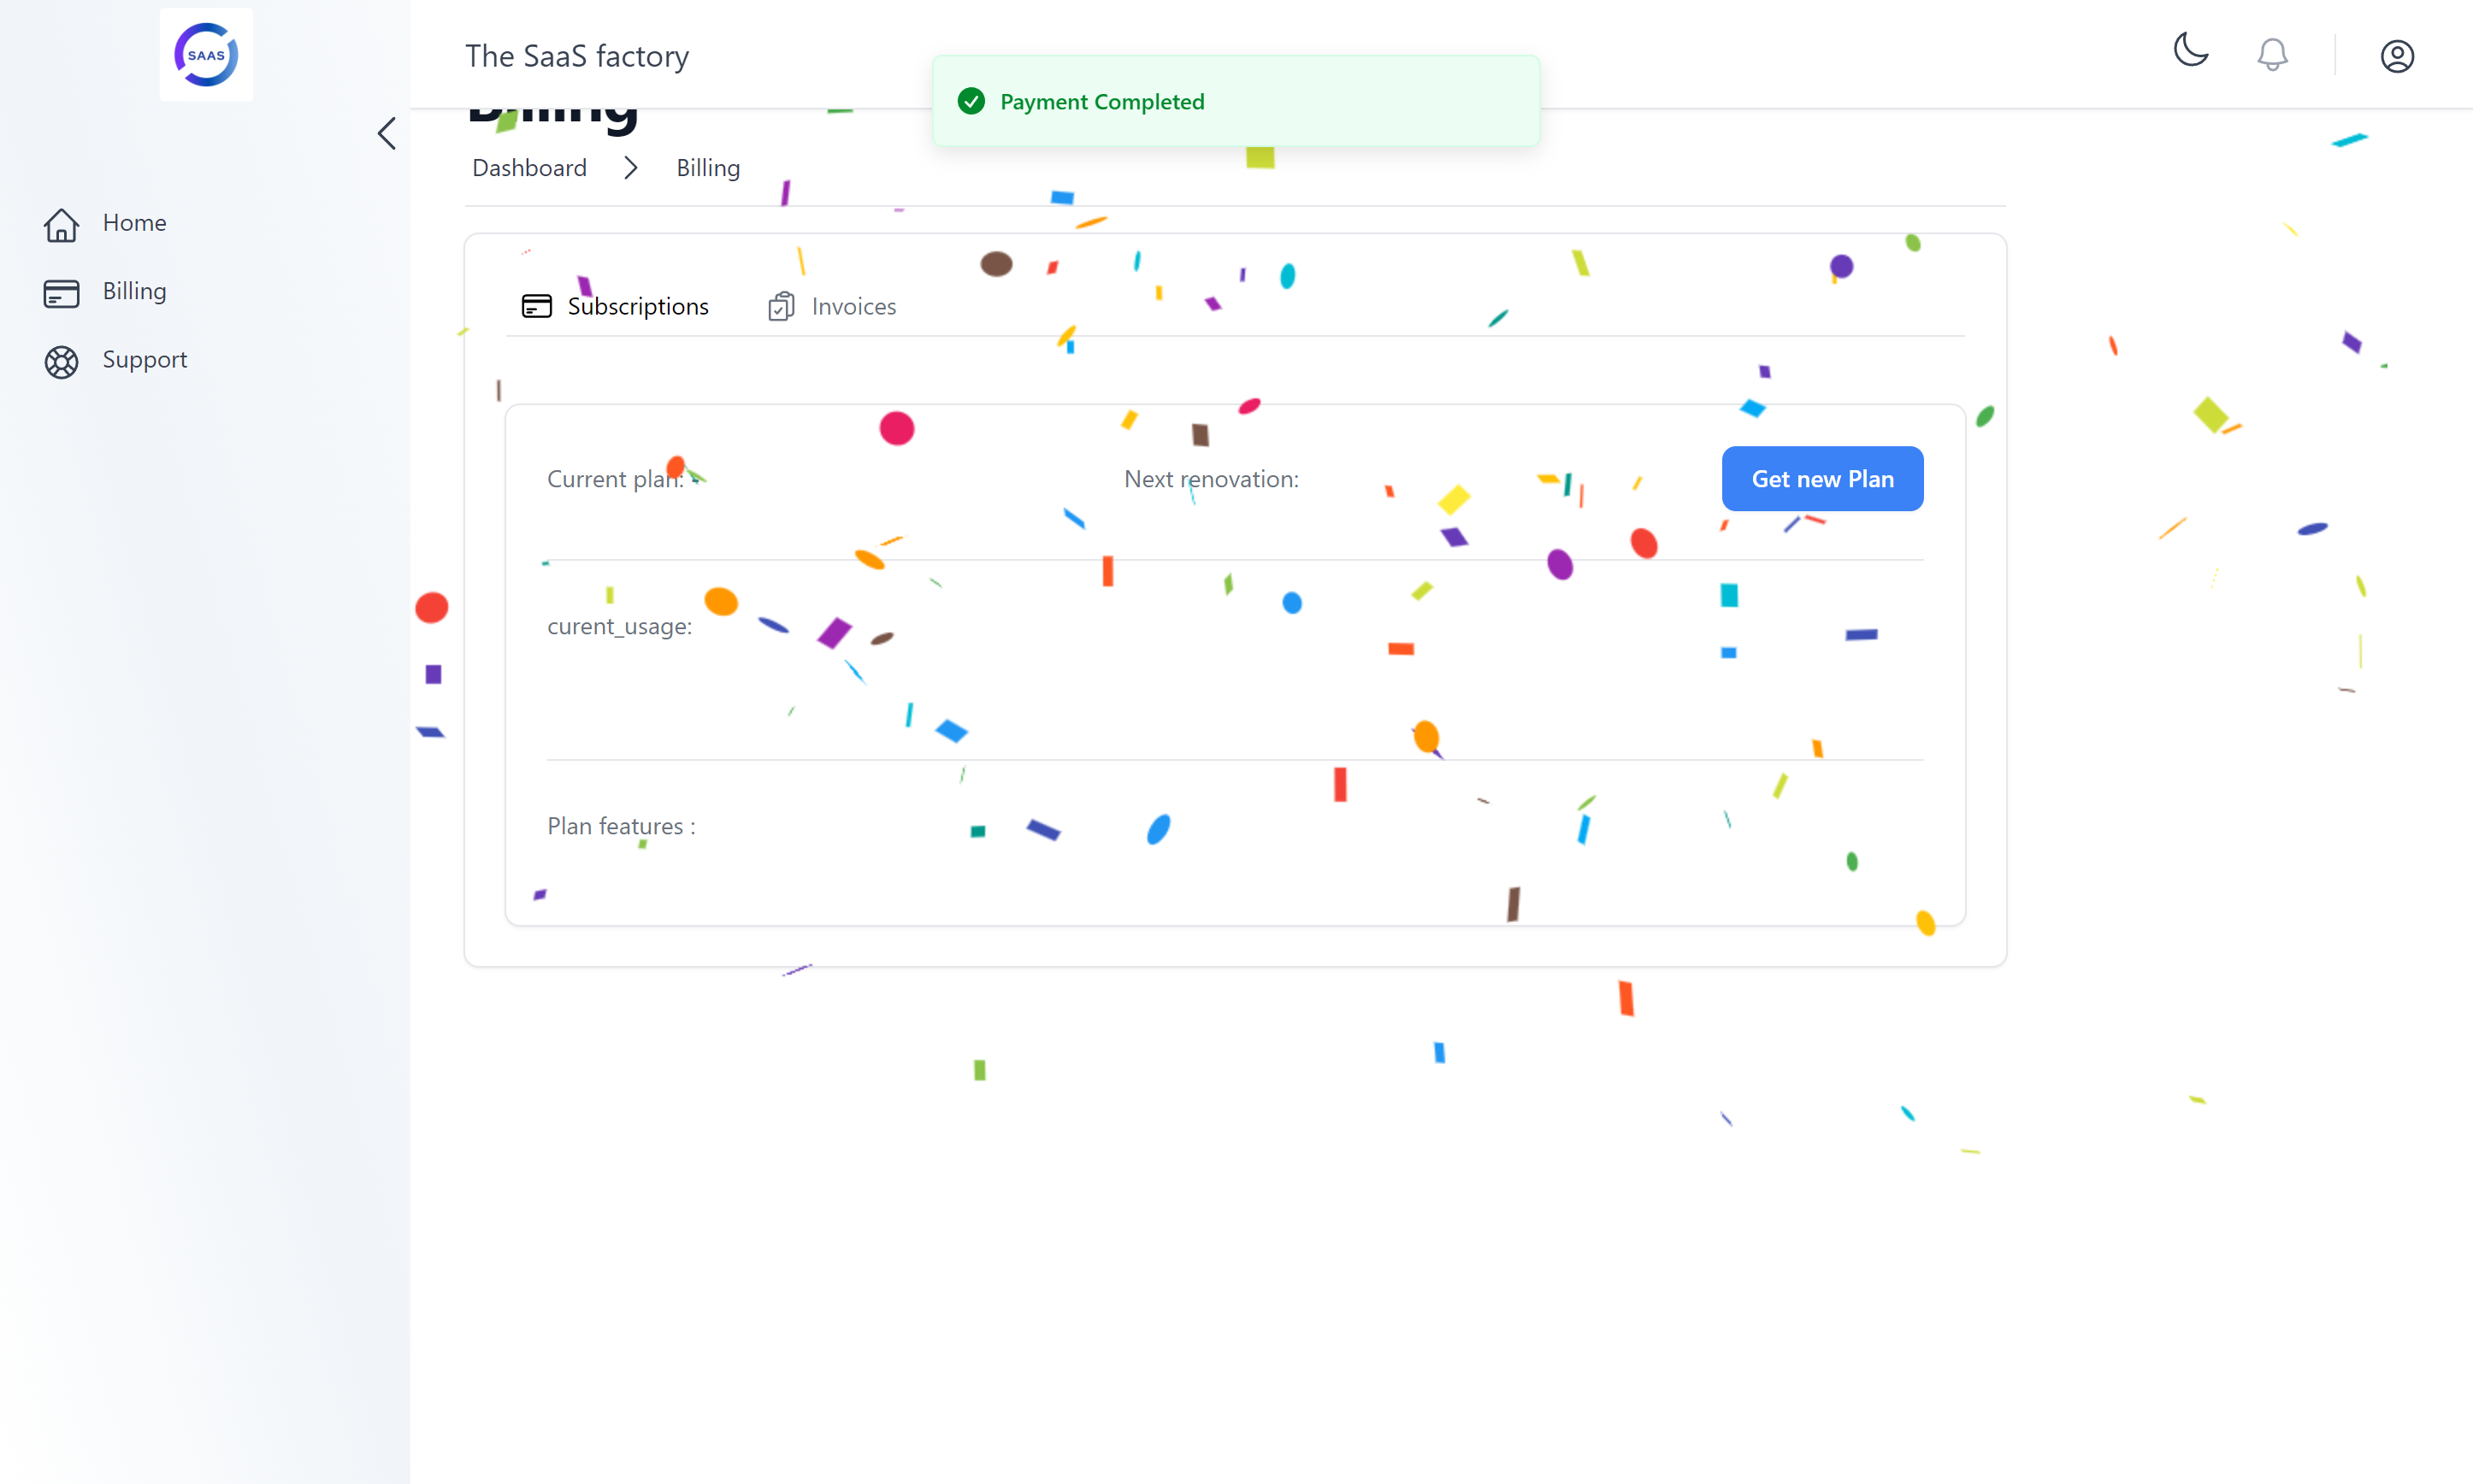 SAAS
The SaaS factory
Payment Completed
Billing
Dashboard
Billing
Home
Billing
Support
Subscriptions
Invoices
Current plan:
Next renovation:
Get new Plan
curent_usage:
Plan features :